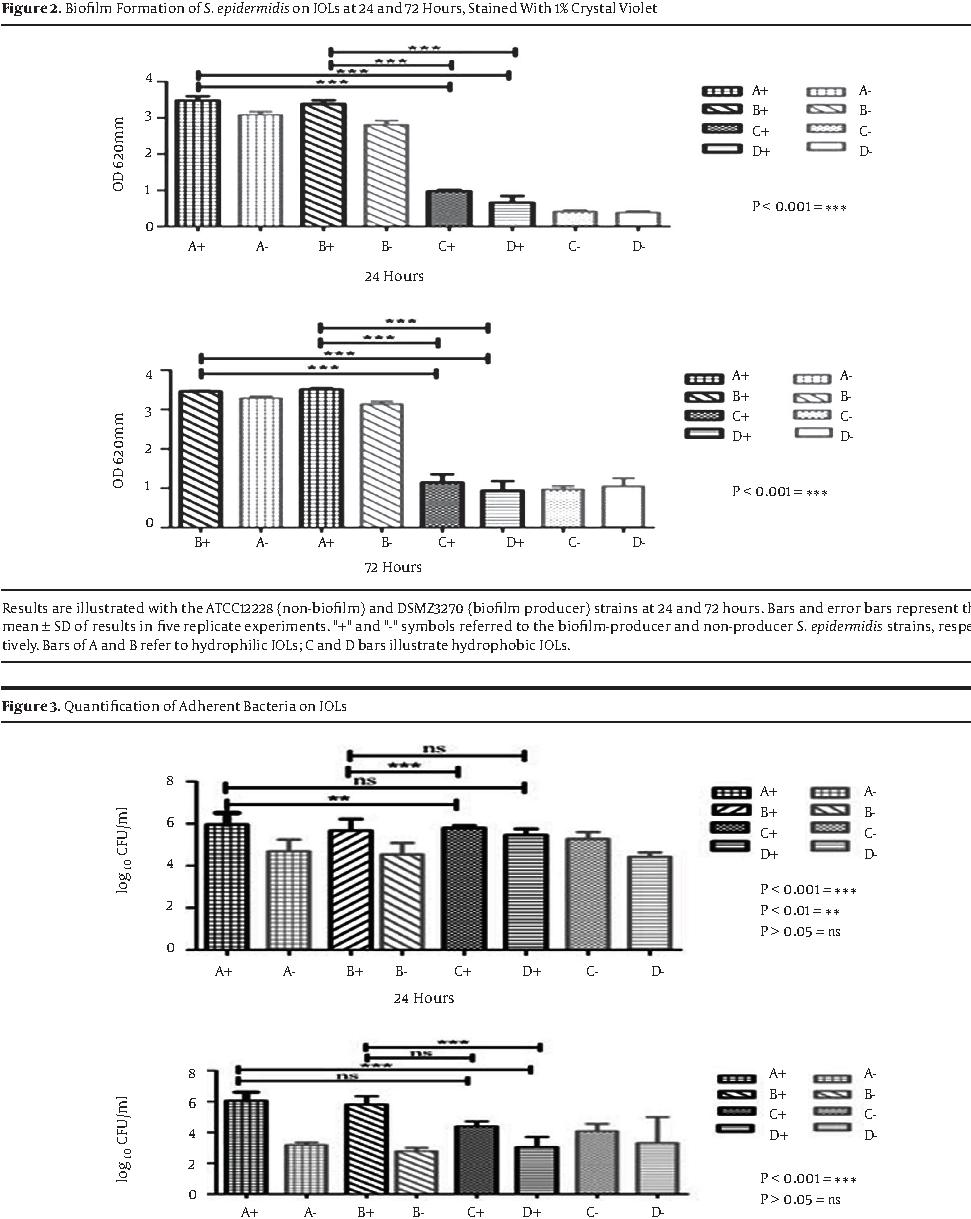 Figure 2. Biofilm Formation of S. epidermidis on IOLs at 24 and 72 Hours, Stained With 1% Crystal Violet
***
***
***
***
4
3
2
1
0
OD 620mm
A+ A- B+ B- C+ D+ C- D-
24 Hours
A+ A-
B+ B-
C+ C-
D+ D-
P < 0.001 = ***
***
***
***
***
4
3
2
1
0
OD 620mm
B+ A- A+ B- C+ D+ C- D-
72 Hours
A+ A-
B+ B-
C+ C-
D+ D-
P < 0.001 = ***
Results are illustrated with the ATCC12228 (non-biofilm) and DSMZ3270 (biofilm producer) strains at 24 and 72 hours. Bars and error bars represent th
mean ± SD of results in five replicate experiments. "+" and "-" symbols referred to the biofilm-producer and non-producer S. epidermidis strains, respe
tively. Bars of A and B refer to hydrophilic IOLs; C and D bars illustrate hydrophobic IOLs.
Figure 3. Quantification of Adherent Bacteria on IOLs
ns
***
ns
**
8
6
4
2
0
log10 CFU/ml
A+ A- B+ B- C+ D+ C- D-
24 Hours
A+ A-
B+ B-
C+ C-
D+ D-
P < 0.001 = ***
P < 0.01 = **
P > 0.05 = ns
***
ns
***
ns
8
6
4
2
0
log10 CFU/ml
A+ A- B+ B- C+ D+ C- D-
A+ A-
B+ B-
C+ C-
D+ D-
P < 0.001 = ***
P > 0.05 = ns